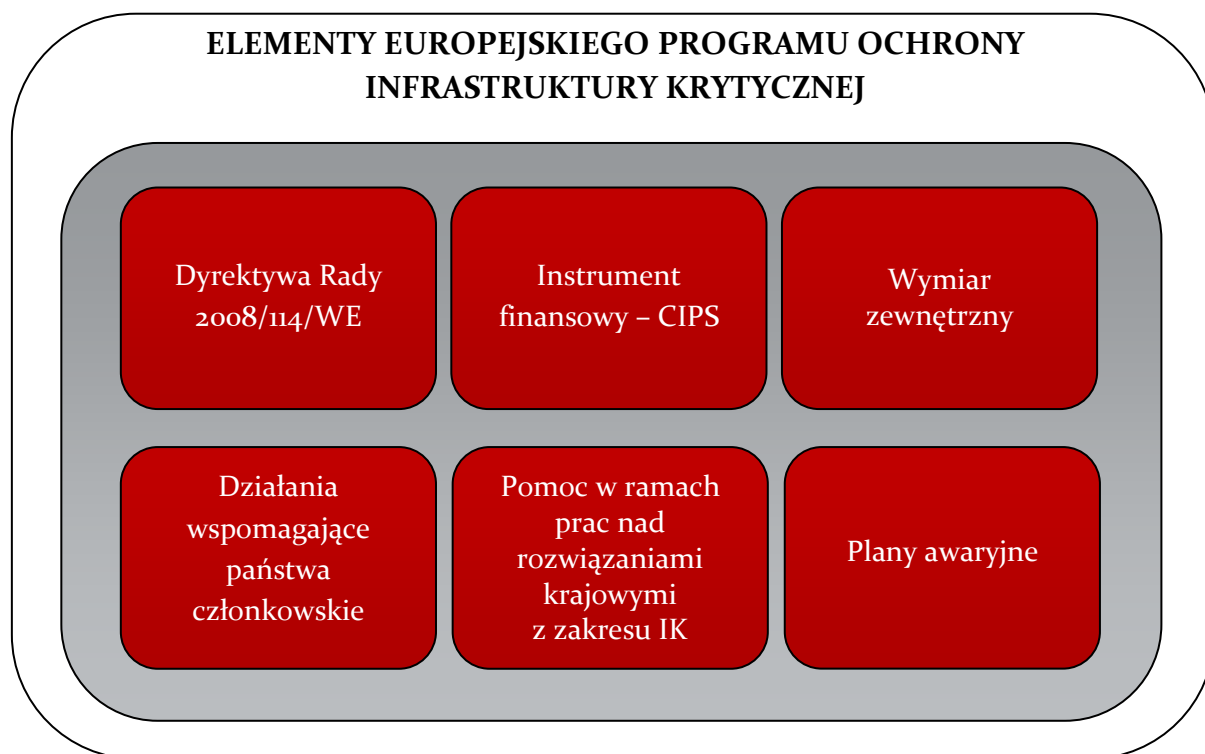 ELEMENTY EUROPEJSKIEGO PROGRAMU OCHRONY
INFRASTRUKTURY KRYTYCZNEJ
Dyrektywa Rady
2008/114/WE
Instrument
finansowy – CIPS
Wymiar
zewnętrzny
Działania
wspomagające
państwa
członkowskie
Pomoc w ramach
prac nad
rozwiązaniami
krajowymi
z zakresu IK
Plany awaryjne